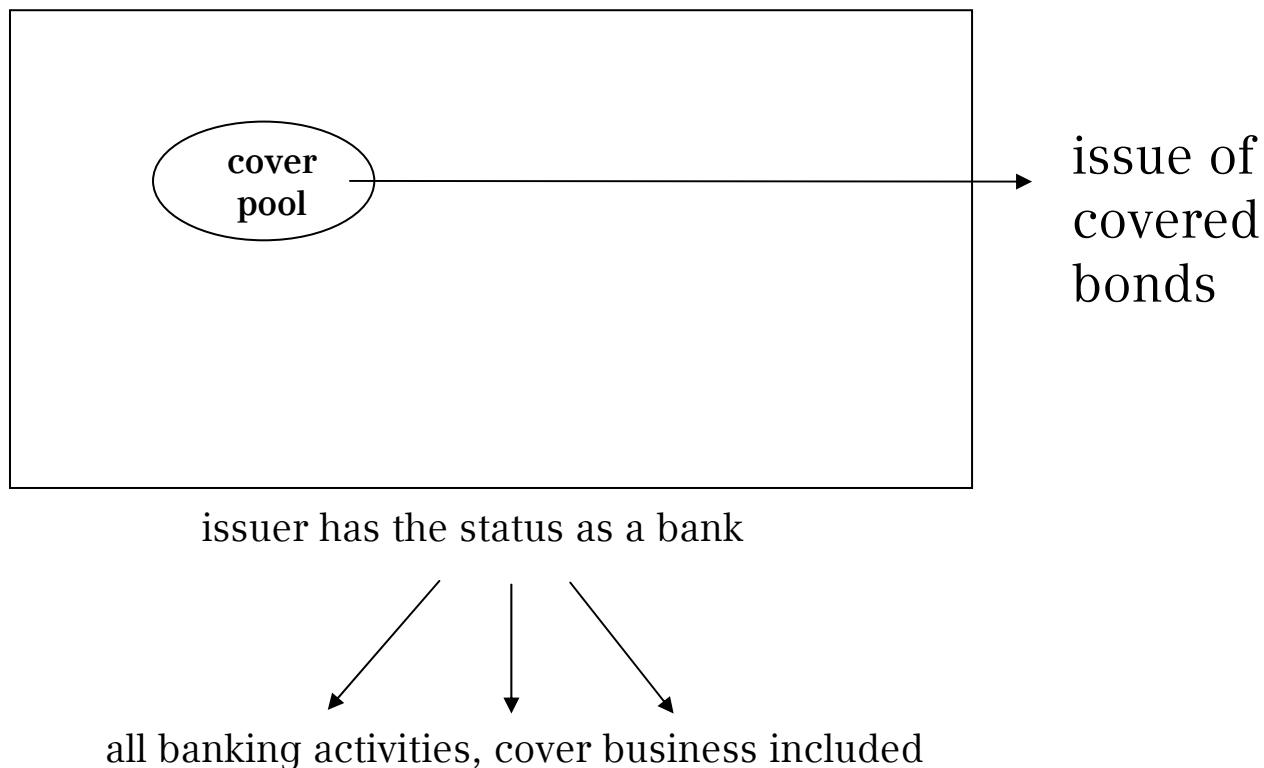 cover
pool
issue of
covered
bonds
issuer has the status as a bank
all banking activities, cover business included